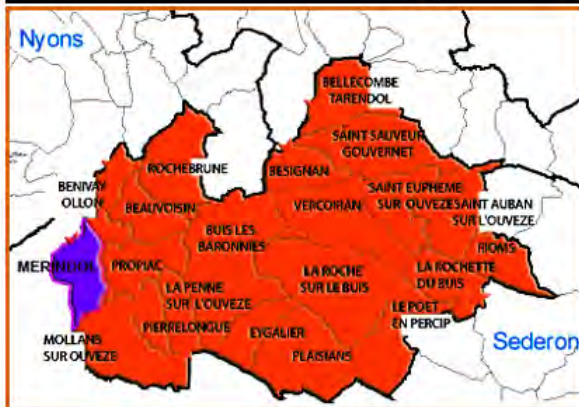 Nyons
BELLECOMBE
TARENDOL
SAINT SAUVEUR
GOUVERNET
ROCHEBRUNE
BESIGNAN
BENIVAY
OLLON
SAINT EUPHEME
SUR OUVEZE
SAINT AUBAN
SUR L'OUVEZE
BEAUVOISIN
VERCOIRAN
BUIS LES
BARONNIES
RIOMS
MERINDOL
PROPIAC
LA ROCHE
SUR LE BUIS
LA ROCHETTE
DU BUIS
LA PENNE
SUR L'OUVEZE
LE POET
EN PERCIP
PIERRELONGUE
EYGALIER
MOLLANS
SUR OUVEZE
PLAISIANS
Sederon